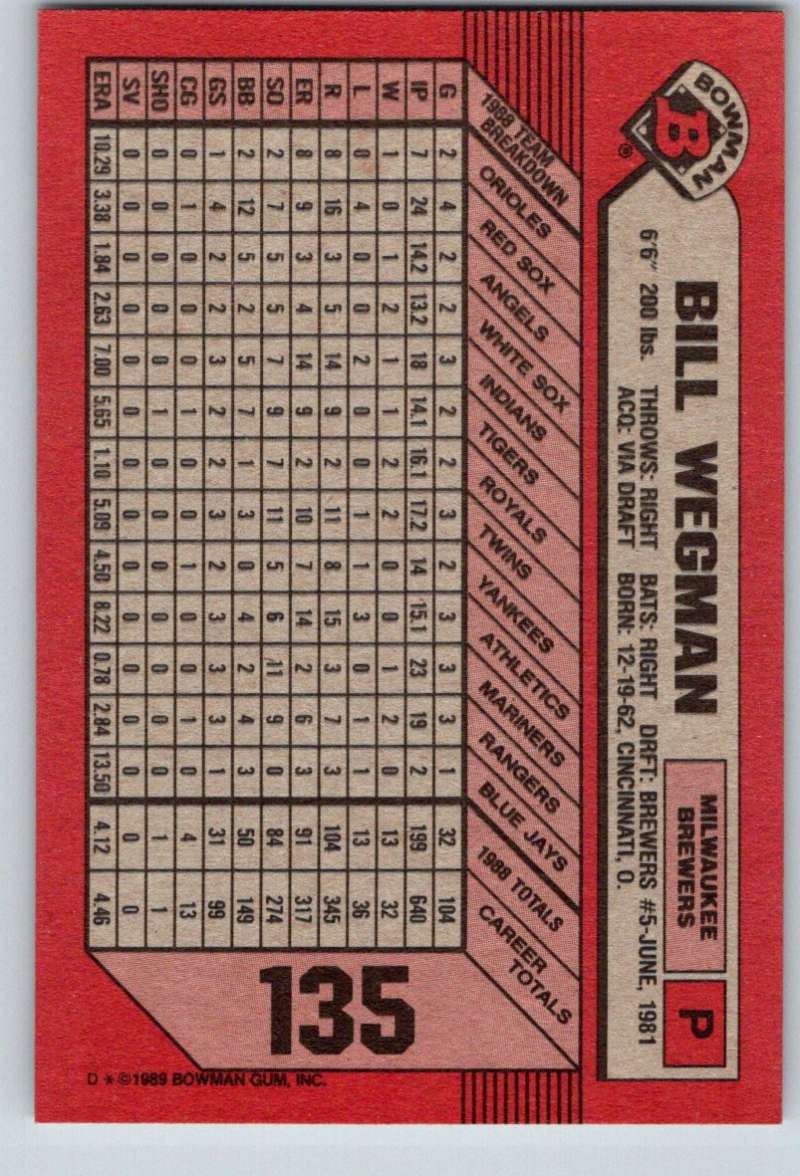 BOWMAN
B
®
BILL WEGMAN
MILWAUKEE
BREWERS
P
6'6" 200 lbs. THROWS: RIGHT BATS: RIGHT DRFT: BREWERS #5-JUNE, 1981
ACQ: VIA DRAFT BORN: 12-19-62, CINCINNATI, O.
1988 TEAM
BREAKDOWN
ORIOLES
RED SOX
ANGELS
WHITE SOX
INDIANS
TIGERS
ROYALS
TWINS
YANKEES
ATHLETICS
MARINERS
RANGERS
BLUE JAYS
1988 TOTALS
CAREER
TOTALS
G 2 4 2 2 3 2 2 3 2 3 3 3 1 32 104
IP 7 24 14.2 13.2 18 14.1 16.1 17.2 14 15.1 23 19 2 199 640
W 1 0 1 2 1 1 2 2 0 0 1 2 0 13 32
L 0 4 0 0 2 0 0 1 1 3 0 1 1 13 36
R 8 16 3 5 14 9 2 11 8 15 3 7 3 104 345
ER 8 9 3 4 14 9 2 10 7 14 2 6 3 91 317
SO 2 7 5 5 7 9 7 11 5 6 11 9 0 84 274
BB 2 12 5 2 5 7 1 3 0 4 2 4 0 50 149
GS 1 4 2 2 3 2 2 3 2 3 3 3 1 31 99
CG 0 1 0 0 0 1 0 0 1 0 0 1 0 4 13
SHO 0 0 0 0 0 1 0 0 0 0 0 0 0 1 1
SV 0 0 0 0 0 0 0 0 0 0 0 0 0 0 0
ERA 10.29 3.38 1.84 2.63 7.00 5.65 1.10 5.09 4.50 8.22 0.78 2.84 13.50 4.12 4.46
135
D * ©1989 BOWMAN GUM, INC.